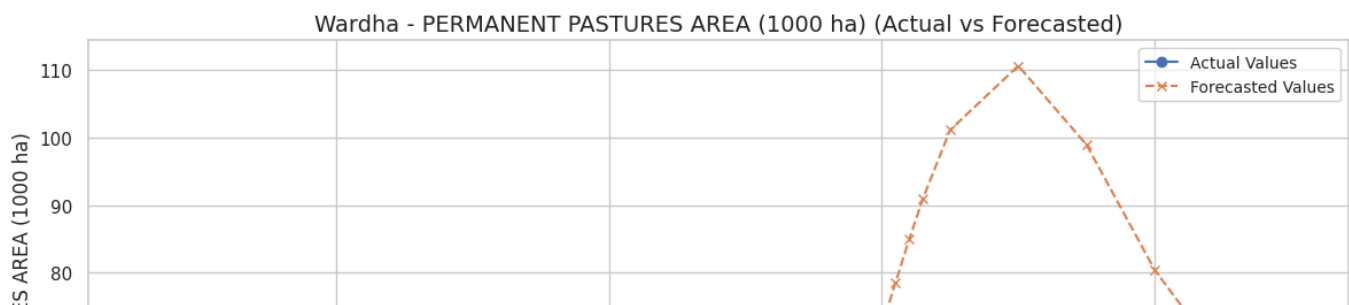 Wardha - PERMANENT PASTURES AREA (1000 ha) (Actual vs Forecasted)
Actual Values
Forecasted Values
110
100
90
80
AREA (1000 ha)